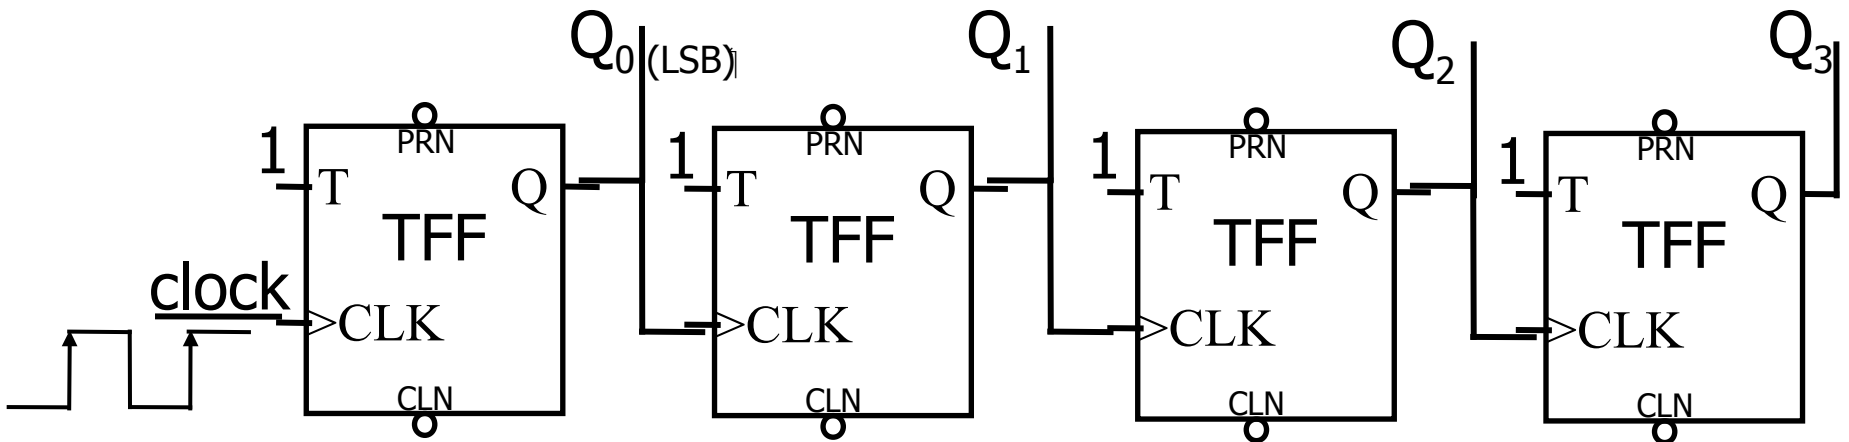 Q0(LSB) Q1 Q2 Q3
PRN PRN PRN PRN
1 T Q 1 T Q 1 T Q 1 T Q
TFF TFF TFF TFF
clock CLK CLK CLK CLK
CLN CLN CLN CLN